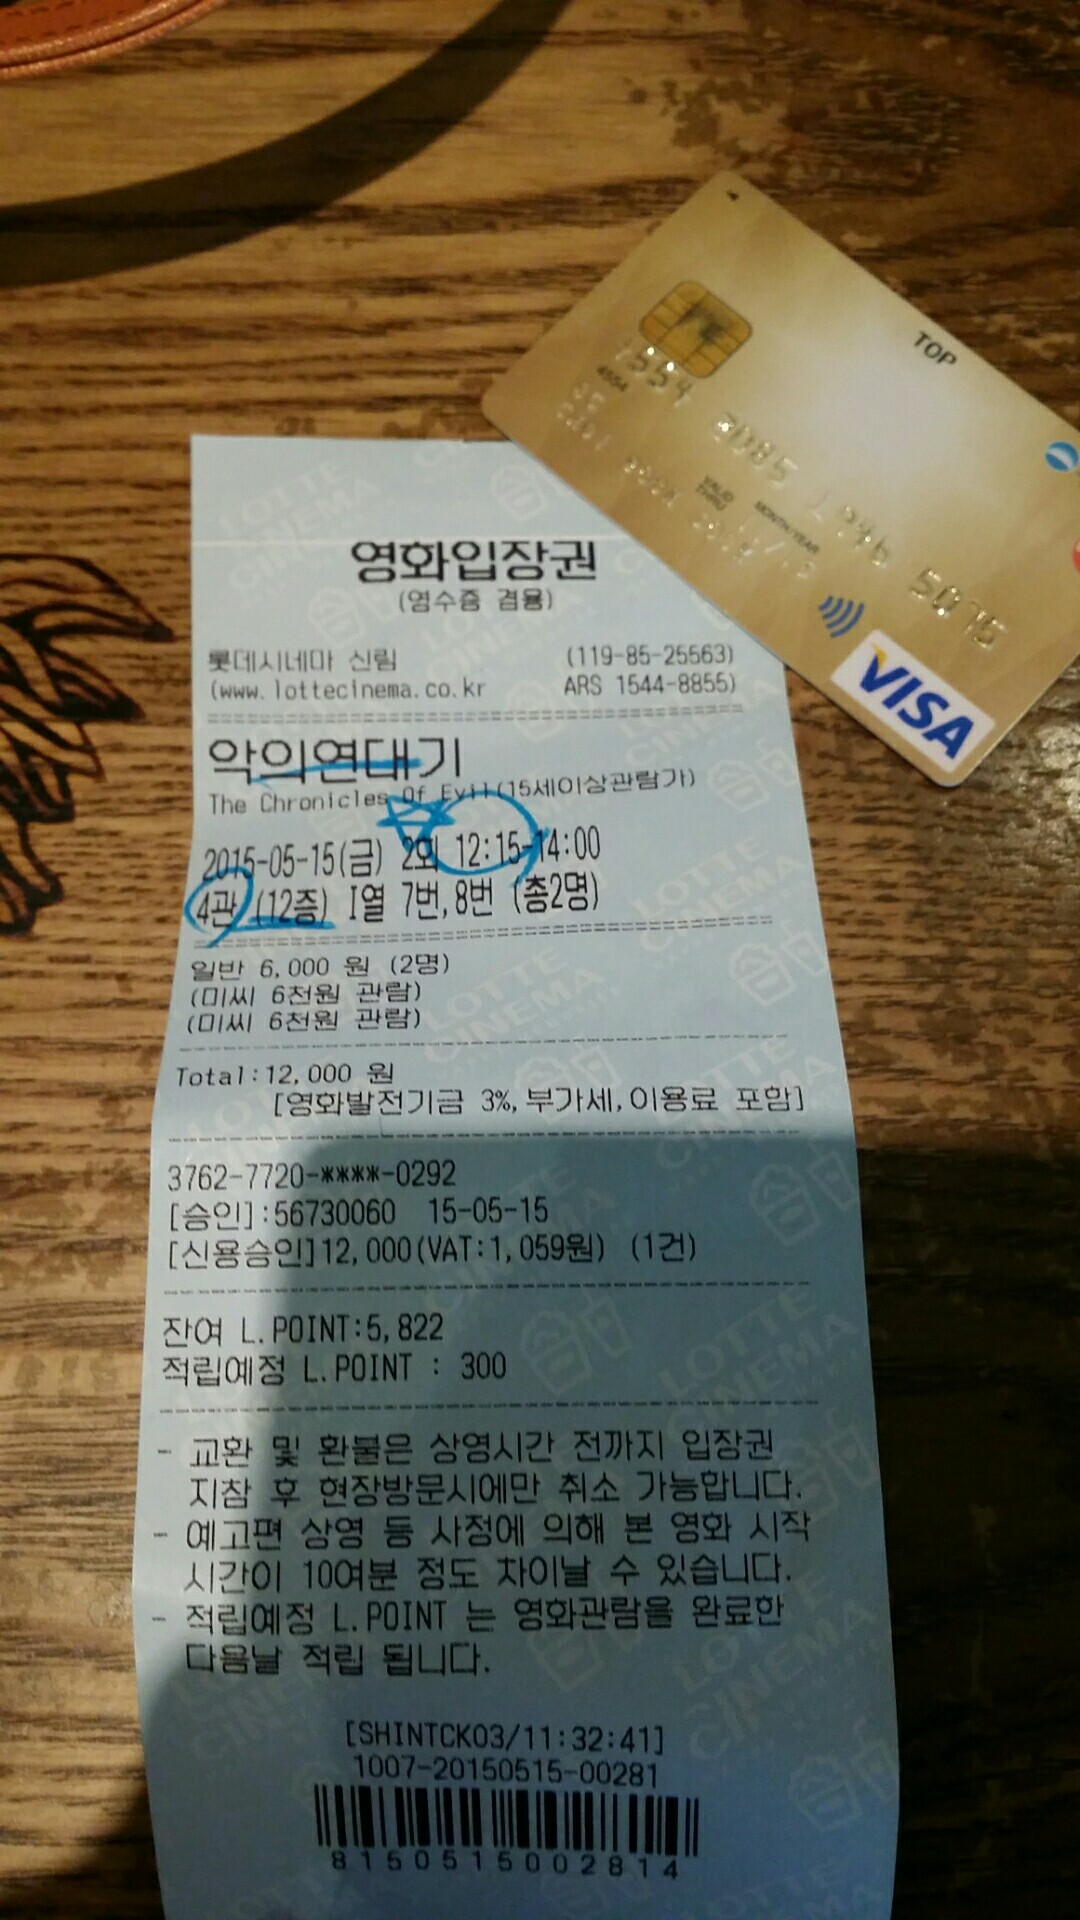 TOP
VALID THRU
MONTH/YEAR
VISA
LOTTE CINEMA
영화입장권
(영수증 겸용)
롯데시네마 신림 (119-85-25563)
(www.lottecinema.co.kr ARS 1544-8855)
악의연대기
The Chronicles Of Evil(15세이상관람가)
2015-05-15(금) 2회 12:15-14:00
4관 (12층) I열 7번,8번 (총2명)
일반 6,000 원 (2명)
(미씨 6천원 관람)
(미씨 6천원 관람)
Total:12,000 원
[영화발전기금 3%,부가세,이용료 포함]
3762-7720-****-0292
[승인]:56730060 15-05-15
[신용승인]12,000(VAT:1,059원) (1건)
잔여 L.POINT:5,822
적립예정 L.POINT : 300
- 교환 및 환불은 상영시간 전까지 입장권
지참 후 현장방문시에만 취소 가능합니다.
- 예고편 상영 등 사정에 의해 본 영화 시작
시간이 10여분 정도 차이날 수 있습니다.
- 적립예정 L.POINT 는 영화관람을 완료한
다음날 적립 됩니다.
[SHINTCK03/11:32:41]
1007-20150515-00281
8150515002814